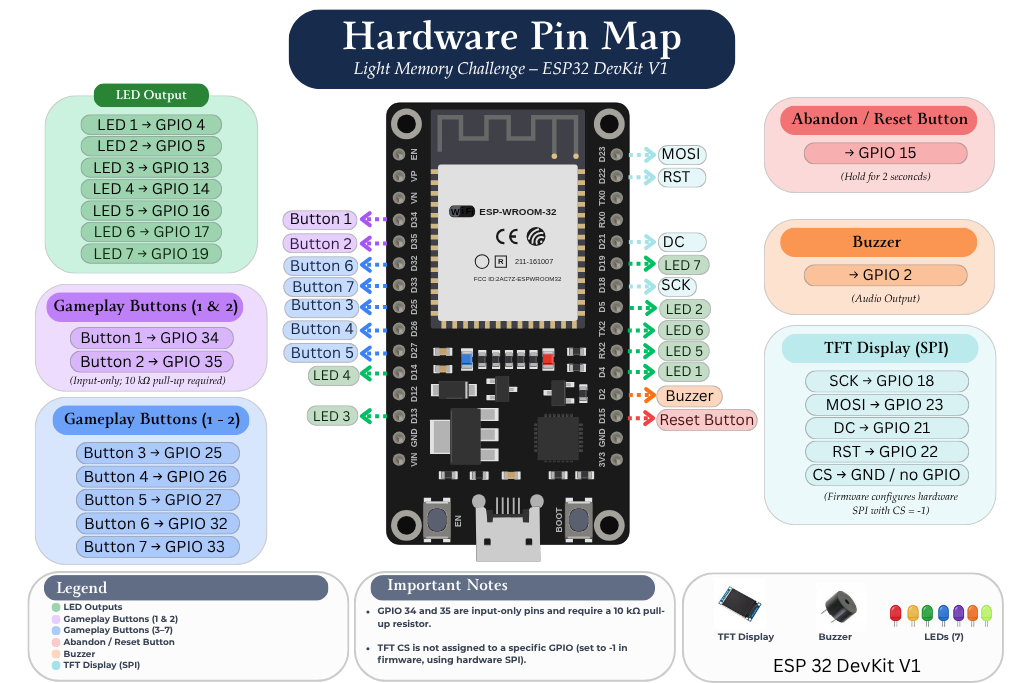 Hardware Pin Map
Light Memory Challenge – ESP32 DevKit V1
LED Output
LED 1 → GPIO 4
LED 2 → GPIO 5
LED 3 → GPIO 13
LED 4 → GPIO 14
LED 5 → GPIO 16
LED 6 → GPIO 17
LED 7 → GPIO 19
Gameplay Buttons (1 & 2)
Button 1 → GPIO 34
Button 2 → GPIO 35
(Input-only; 10 kΩ pull-up required)
Gameplay Buttons (1 - 2)
Button 3 → GPIO 25
Button 4 → GPIO 26
Button 5 → GPIO 27
Button 6 → GPIO 32
Button 7 → GPIO 33
Button 1
Button 2
Button 6
Button 7
Button 3
Button 4
Button 5
LED 4
LED 3
EN
VP
VN
D34
D35
D32
D33
D25
D26
D27
D14
D12
D13
GND
VIN
WiFi
ESP-WROOM-32
CE
R
211-161007
FCC ID:2AC7Z-ESPWROOM32
EN
BOOT
D23
D22
TX0
RX0
D21
D19
D18
D5
TX2
RX2
D4
D2
D15
GND
3V3
MOSI
RST
DC
LED 7
SCK
LED 2
LED 6
LED 5
LED 1
Buzzer
Reset Button
Abandon / Reset Button
→ GPIO 15
(Hold for 2 seconcds)
Buzzer
→ GPIO 2
(Audio Output)
TFT Display (SPI)
SCK → GPIO 18
MOSI → GPIO 23
DC → GPIO 21
RST → GPIO 22
CS → GND / no GPIO
(Firmware configures hardware
SPI with CS = -1)
Legend
LED Outputs
Gameplay Buttons (1 & 2)
Gameplay Buttons (3–7)
Abandon / Reset Button
Buzzer
TFT Display (SPI)
Important Notes
• GPIO 34 and 35 are input-only pins and require a 10 kΩ pull-
up resistor.
• TFT CS is not assigned to a specific GPIO (set to -1 in
firmware, using hardware SPI).
TFT Display
Buzzer
LEDs (7)
ESP 32 DevKit V1